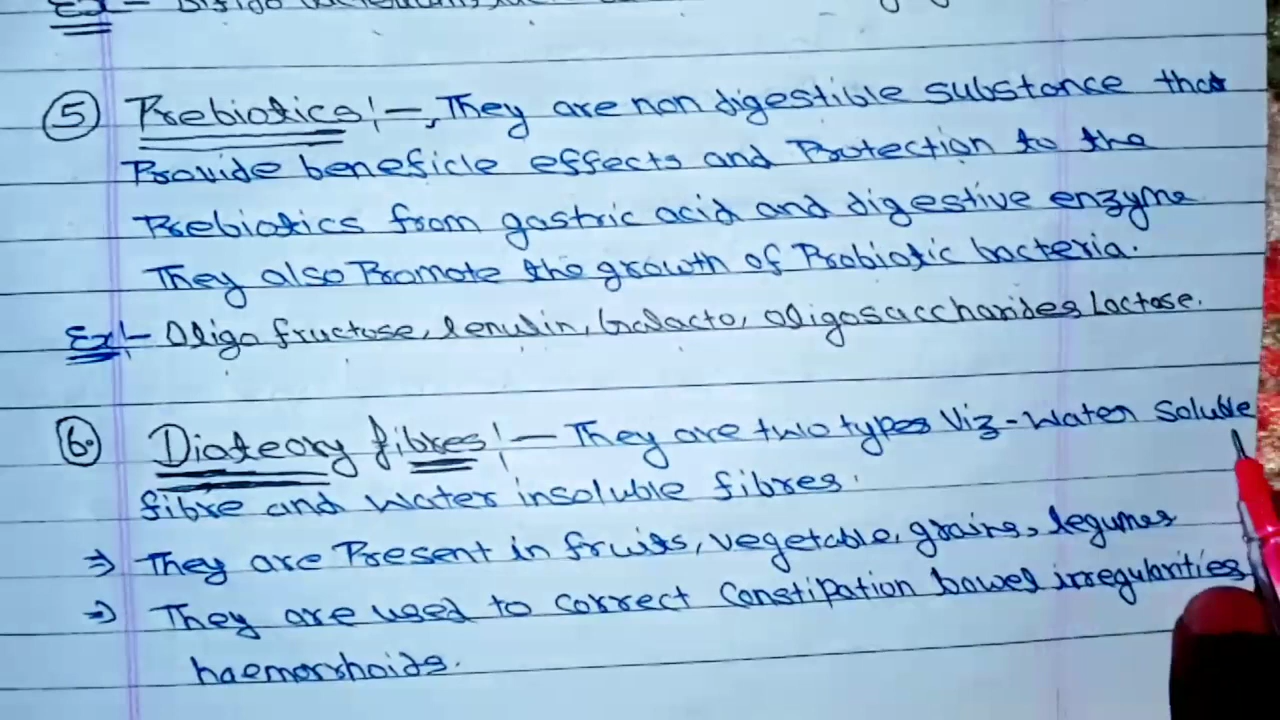 Ex :-
⑤ Prebiotics :- They are non digestible substance that
Provide beneficle effects and Protection to the
Prebiotics from gastric acid and digestive enzyme
They also Promote the growth of Probiotic bacteria.
Ex :- Oligo fructose, Ienulin, Galacto, Oligosaccharides Lactose.
⑥ Diateory fibres :- They are two types Viz - Water Soluble
fibre and Water insoluble fibres.
⇒ They are Present in fruits, vegetable, grains, legumes
⇒ They are used to correct Constipation bowel irregularities
haemorrhoids.